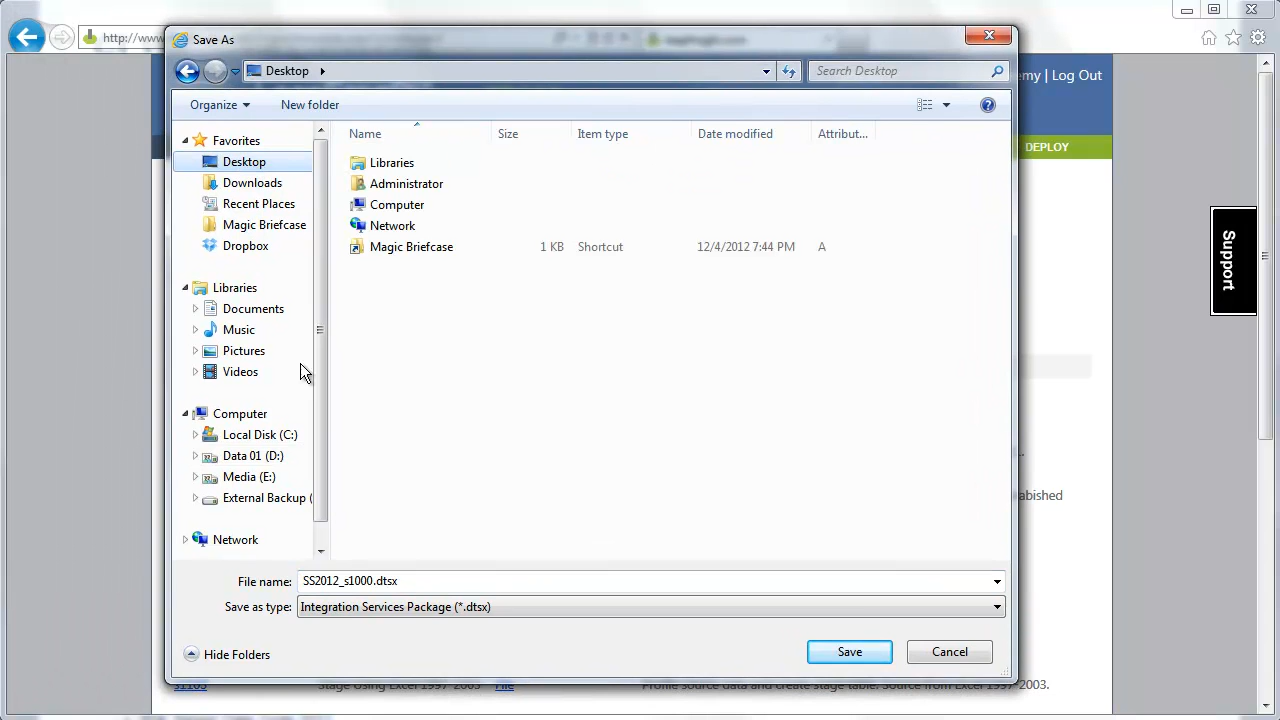 Save As
http://www
emy | Log Out
Desktop
Search Desktop
Organize
New folder
DEPLOY
Name
Size
Item type
Date modified
Attribut...
Favorites
Desktop
Downloads
Recent Places
Magic Briefcase
Dropbox
Libraries
Administrator
Computer
Network
Magic Briefcase
1 KB
Shortcut
12/4/2012 7:44 PM
A
Support
Libraries
Documents
Music
Pictures
Videos
Computer
Local Disk (C:)
Data 01 (D:)
Media (E:)
External Backup (
abished
Network
File name:
SS2012_s1000.dtsx
Save as type:
Integration Services Package (*.dtsx)
Hide Folders
Save
Cancel
s1100
Stage Using Excel 1997-2003
File
Profile source data and create stage table. Source from Excel 1997-2003.